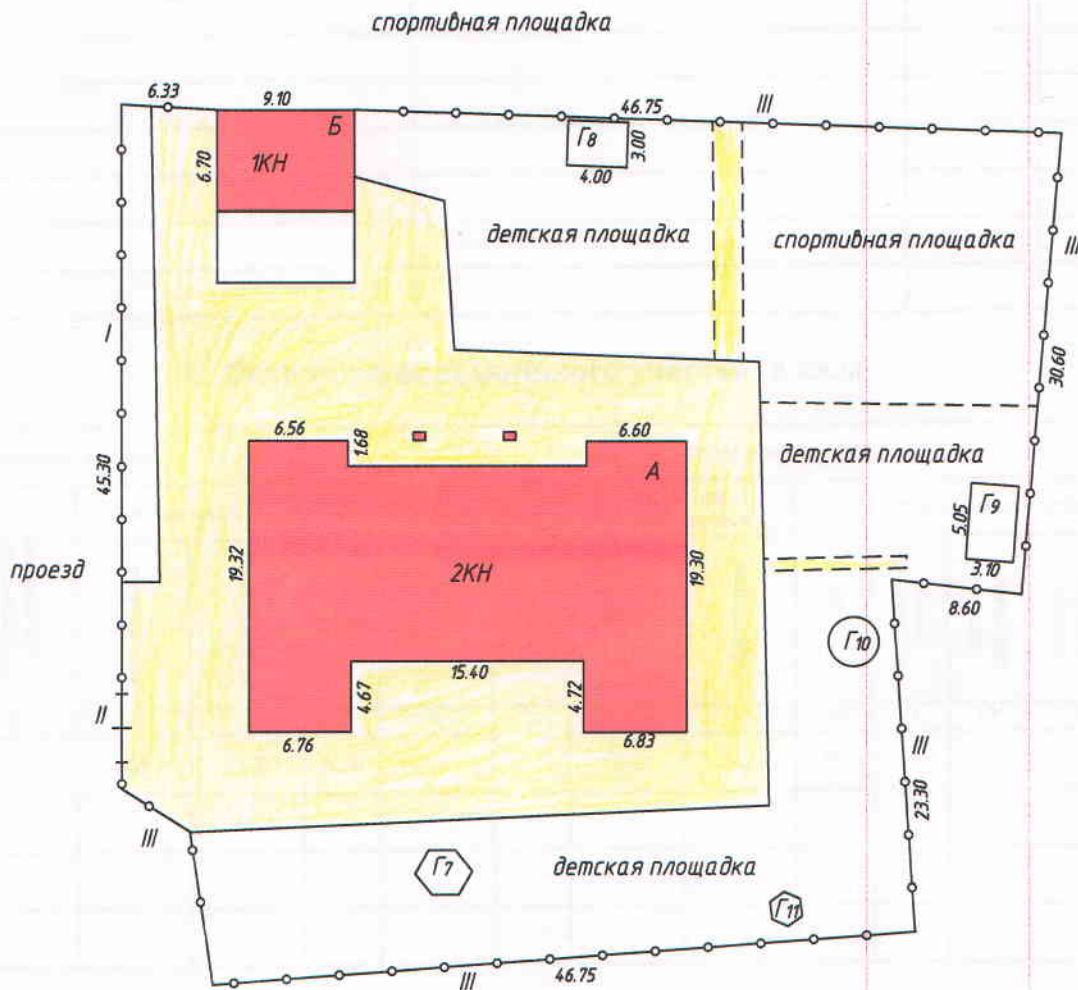 спортивная площадка
6.33
9.10
46.75
III
Б
1КН
6.70
Г8
3.00
4.00
детская площадка
спортивная площадка
III
I
30.60
6.56
1.68
6.60
А
детская площадка
45.30
Г9
5.05
3.10
проезд
19.32
2КН
19.30
8.60
Г10
15.40
4.67
4.72
II
6.76
6.83
III
23.30
III
Г7
детская площадка
Г11
III
46.75